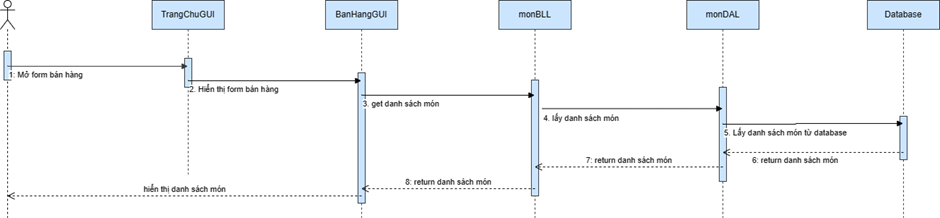 TrangChuGUI
BanHangGUI
monBLL
monDAL
Database
1: Mở form bán hàng
2. Hiển thị form bán hàng
3. get danh sách món
4. lấy danh sách món
5. Lấy danh sách món từ database
6: return danh sách món
7: return danh sách món
8: return danh sách món
hiển thị danh sách món